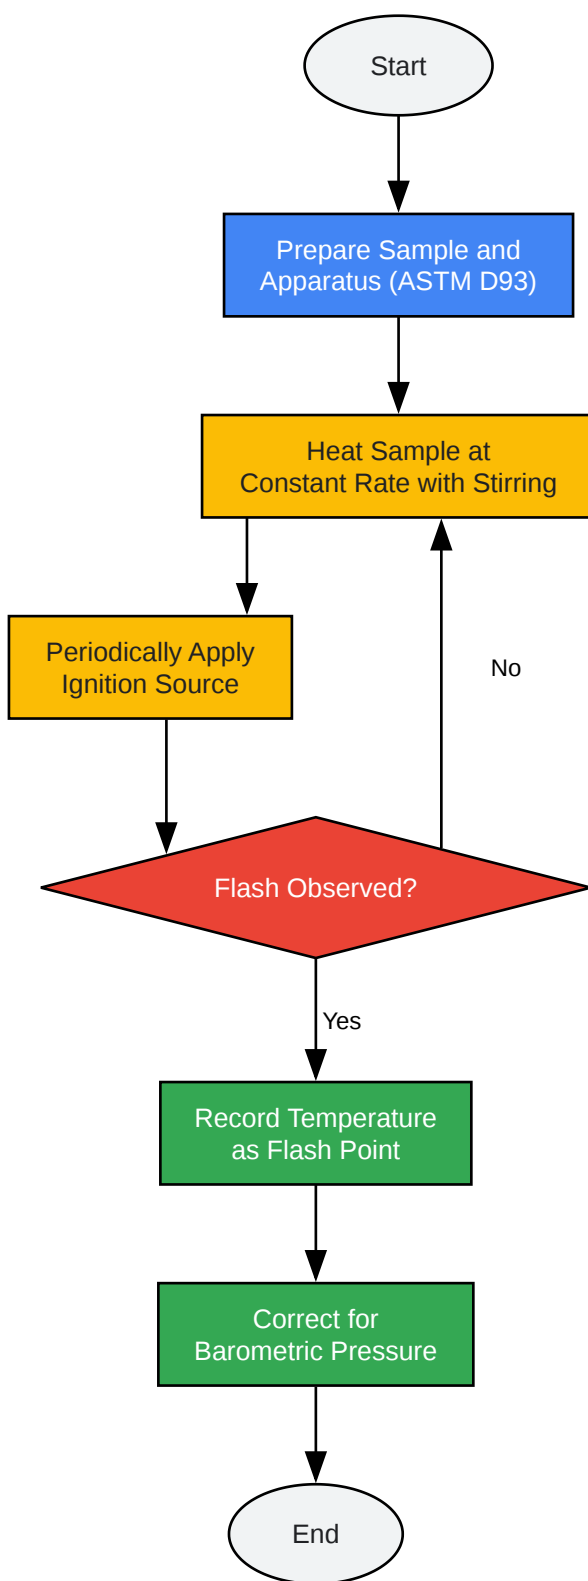 Start
Prepare Sample and
Apparatus (ASTM D93)
Heat Sample at
Constant Rate with Stirring
Periodically Apply
Ignition Source
No
Flash Observed?
Yes
Record Temperature
as Flash Point
Correct for
Barometric Pressure
End